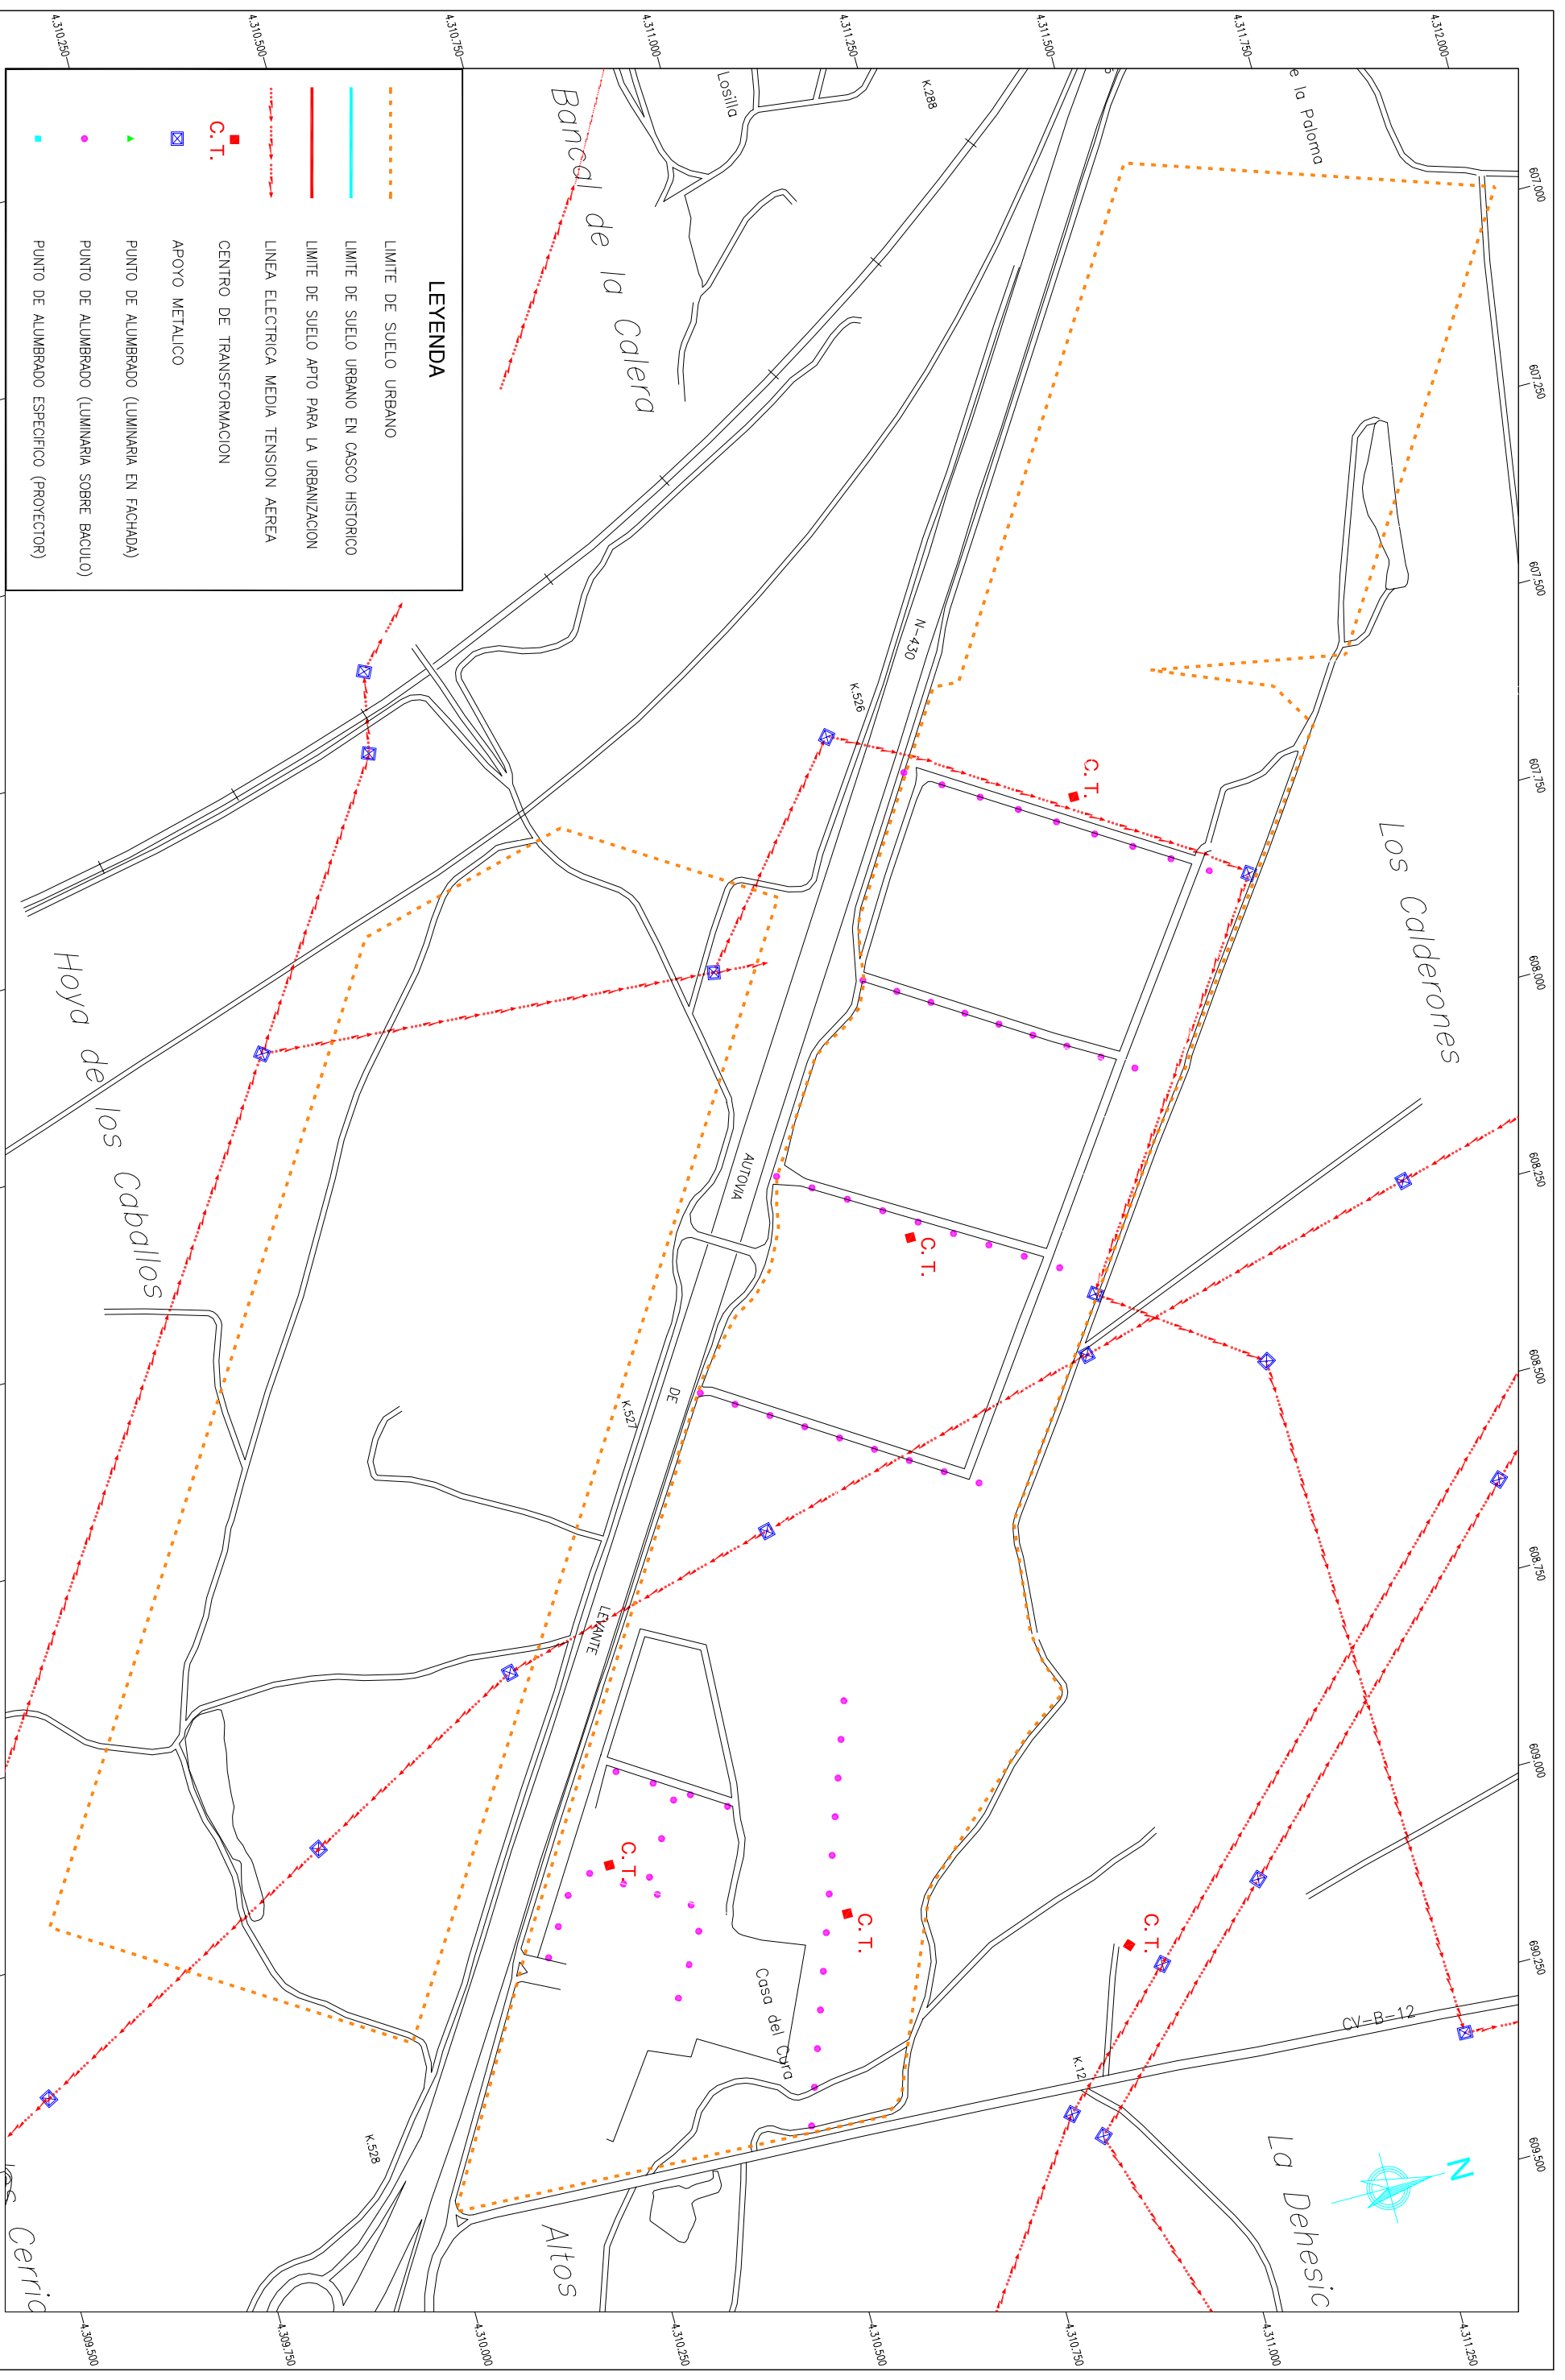 4.310.250
4.310.500
4.310.750
4.311.000
4.311.250
4.311.500
4.311.750
4.312.000
607.000
607.250
607.500
607.750
608.000
608.250
608.500
608.750
609.000
690.250
609.500
e la Paloma
K.288
Losilla
Bancal de la Calera
N-430
K.526
C.T.
Los Calderones
Hoya de los Caballos
AUTOVIA
DE
LEVANTE
K.527
C.T.
C.T.
C.T.
C.T.
Casa del Cura
CV-B-12
K.12
K.528
La Dehesic
N
Altos
Cerric
LEYENDA
LIMITE DE SUELO URBANO
LIMITE DE SUELO URBANO EN CASCO HISTORICO
LIMITE DE SUELO APTO PARA LA URBANIZACION
LINEA ELECTRICA MEDIA TENSION AEREA
C.T. CENTRO DE TRANSFORMACION
APOYO METALICO
PUNTO DE ALUMBRADO (LUMINARIA EN FACHADA)
PUNTO DE ALUMBRADO (LUMINARIA SOBRE BACULO)
PUNTO DE ALUMBRADO ESPECIFICO (PROYECTOR)
4.309.500
4.309.750
4.310.000
4.310.250
4.310.500
4.310.750
4.311.000
4.311.250